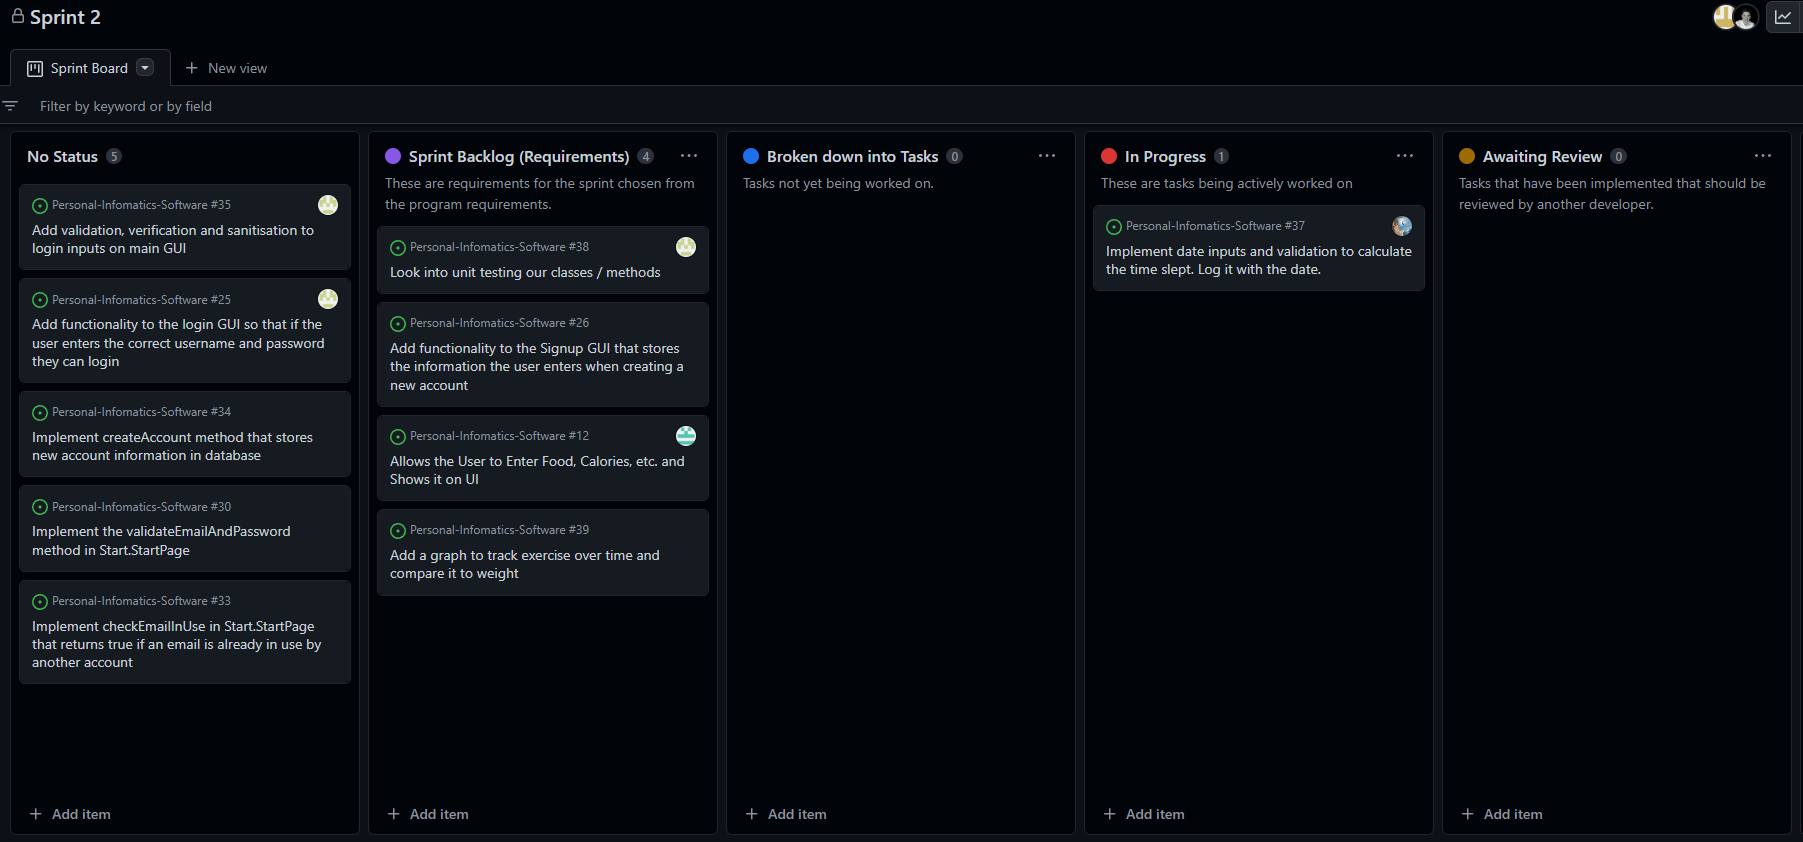 Sprint 2
Sprint Board
New view
Filter by keyword or by field
No Status 5
Personal-Infomatics-Software #35
Add validation, verification and sanitisation to
login inputs on main GUI
Personal-Infomatics-Software #25
Add functionality to the login GUI so that if the
user enters the correct username and password
they can login
Personal-Infomatics-Software #34
Implement createAccount method that stores
new account information in database
Personal-Infomatics-Software #30
Implement the validateEmailAndPassword
method in Start.StartPage
Personal-Infomatics-Software #33
Implement checkEmailInUse in Start.StartPage
that returns true if an email is already in use by
another account
+ Add item
Sprint Backlog (Requirements) 4
These are requirements for the sprint chosen from
the program requirements.
Personal-Infomatics-Software #38
Look into unit testing our classes / methods
Personal-Infomatics-Software #26
Add functionality to the Signup GUI that stores
the information the user enters when creating a
new account
Personal-Infomatics-Software #12
Allows the User to Enter Food, Calories, etc. and
Shows it on UI
Personal-Infomatics-Software #39
Add a graph to track exercise over time and
compare it to weight
+ Add item
Broken down into Tasks 0
Tasks not yet being worked on.
+ Add item
In Progress 1
These are tasks being actively worked on
Personal-Infomatics-Software #37
Implement date inputs and validation to calculate
the time slept. Log it with the date.
+ Add item
Awaiting Review 0
Tasks that have been implemented that should be
reviewed by another developer.
+ Add item